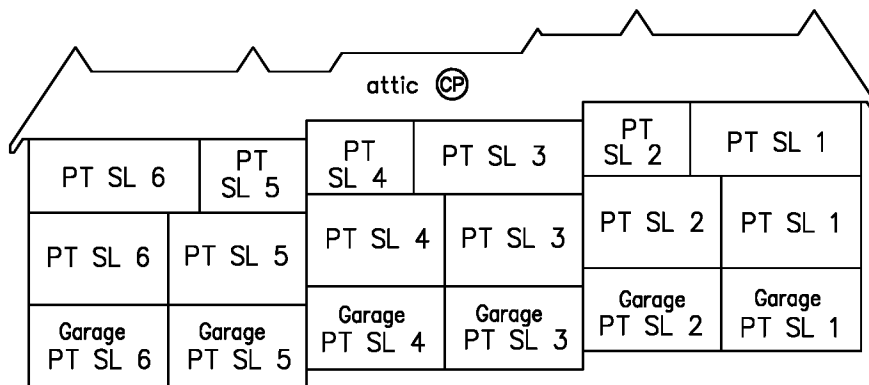 attic CP
PT SL 6
PT
SL 5
PT
SL 4
PT SL 3
PT
SL 2
PT SL 1
PT SL 6
PT SL 5
PT SL 4
PT SL 3
PT SL 2
PT SL 1
Garage
PT SL 6
Garage
PT SL 5
Garage
PT SL 4
Garage
PT SL 3
Garage
PT SL 2
Garage
PT SL 1